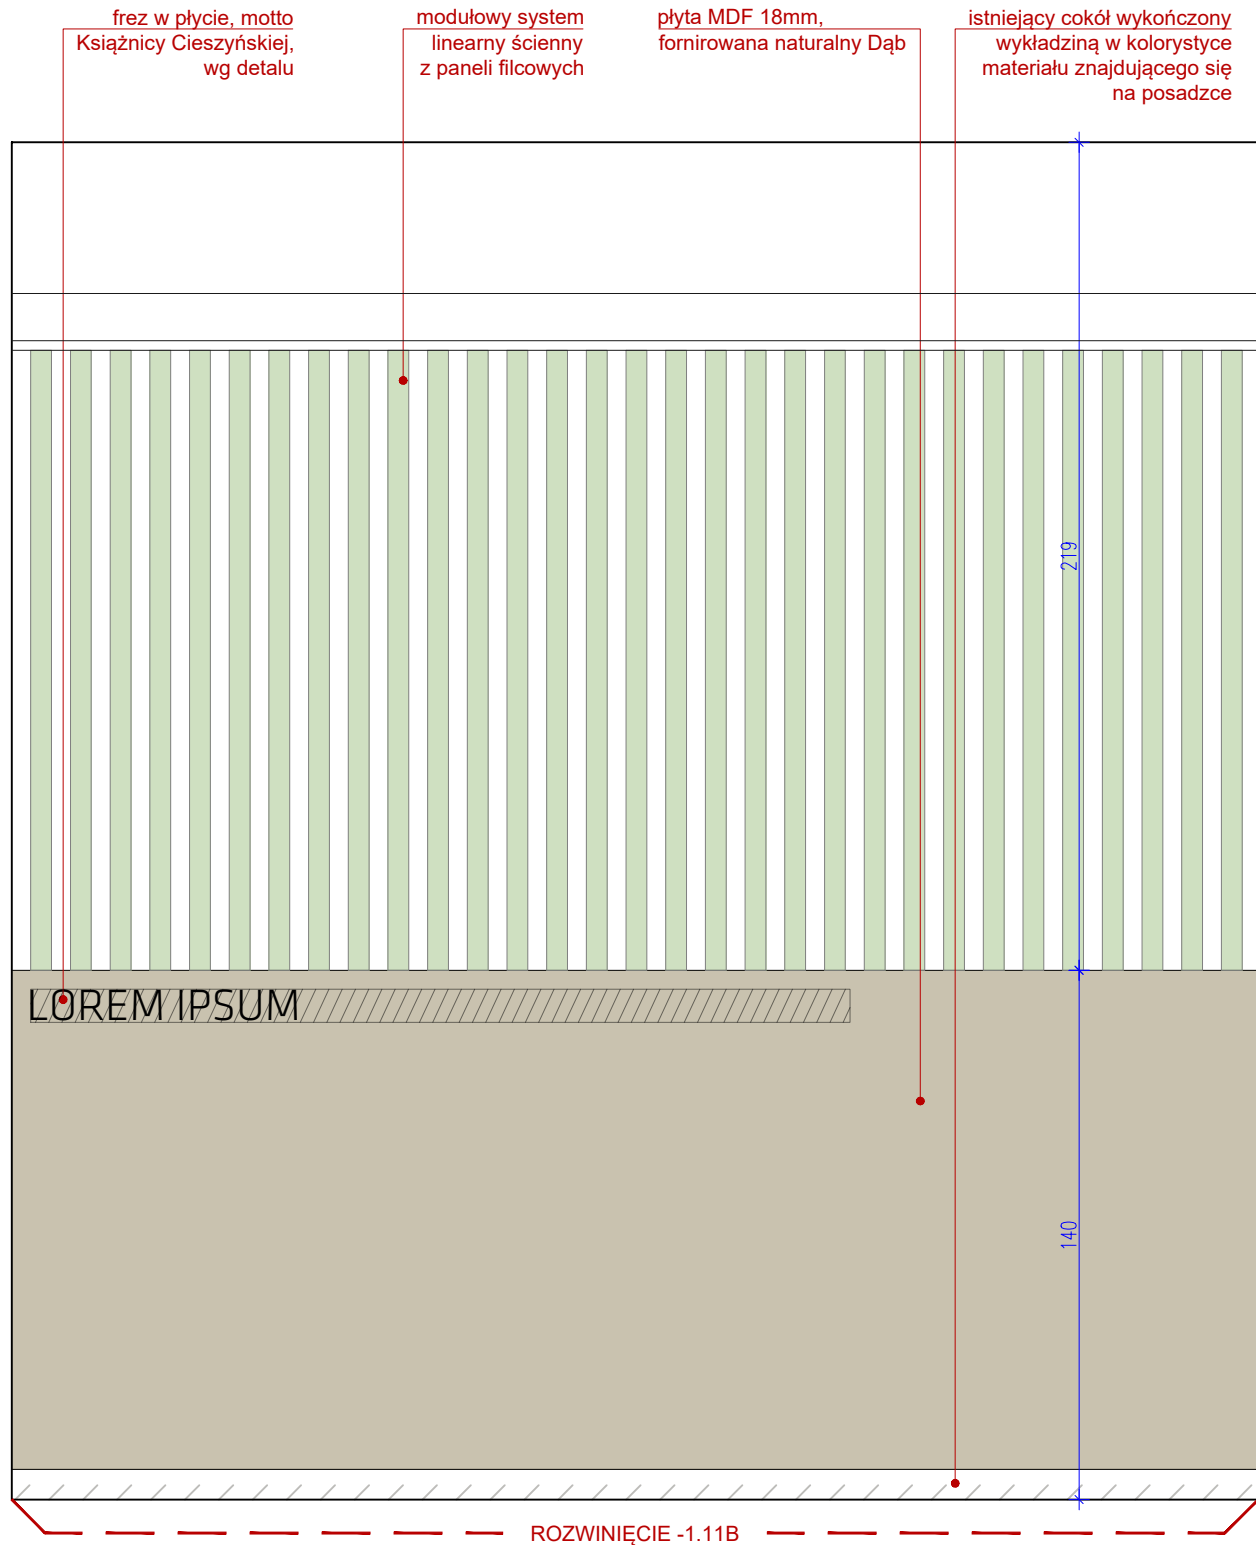 frez w płycie, motto
Książnicy Cieszyńskiej,
wg detalu
modułowy system
linearny ścienny
z paneli filcowych
płyta MDF 18mm,
fornirowana naturalny Dąb
istniejący cokół wykończony
wykładziną w kolorystyce
materiału znajdującego się
na posadzce
219
LOREM IPSUM
140
ROZWINIĘCIE -1.11B